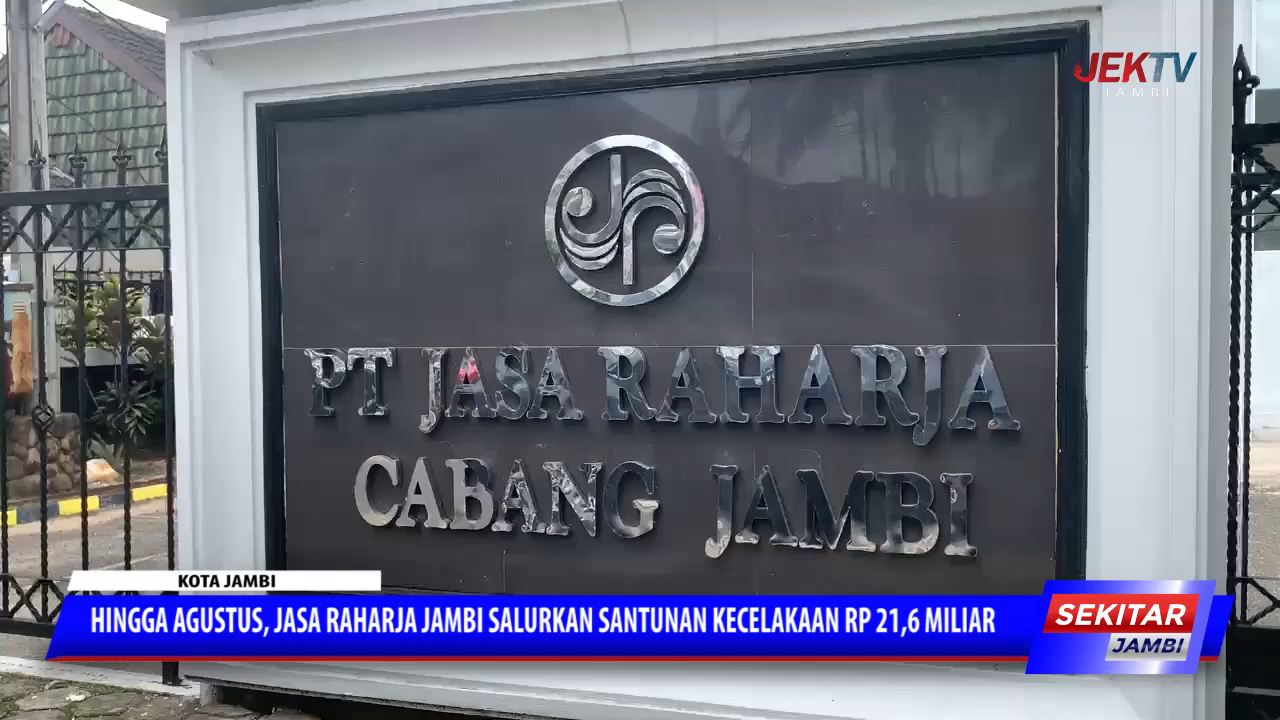 JEKTV
JAMBI
PT JASA RAHARJA
CABANG JAMBI
KOTA JAMBI
HINGGA AGUSTUS, JASA RAHARJA JAMBI SALURKAN SANTUNAN KECELAKAAN RP 21,6 MILIAR
SEKITAR
JAMBI